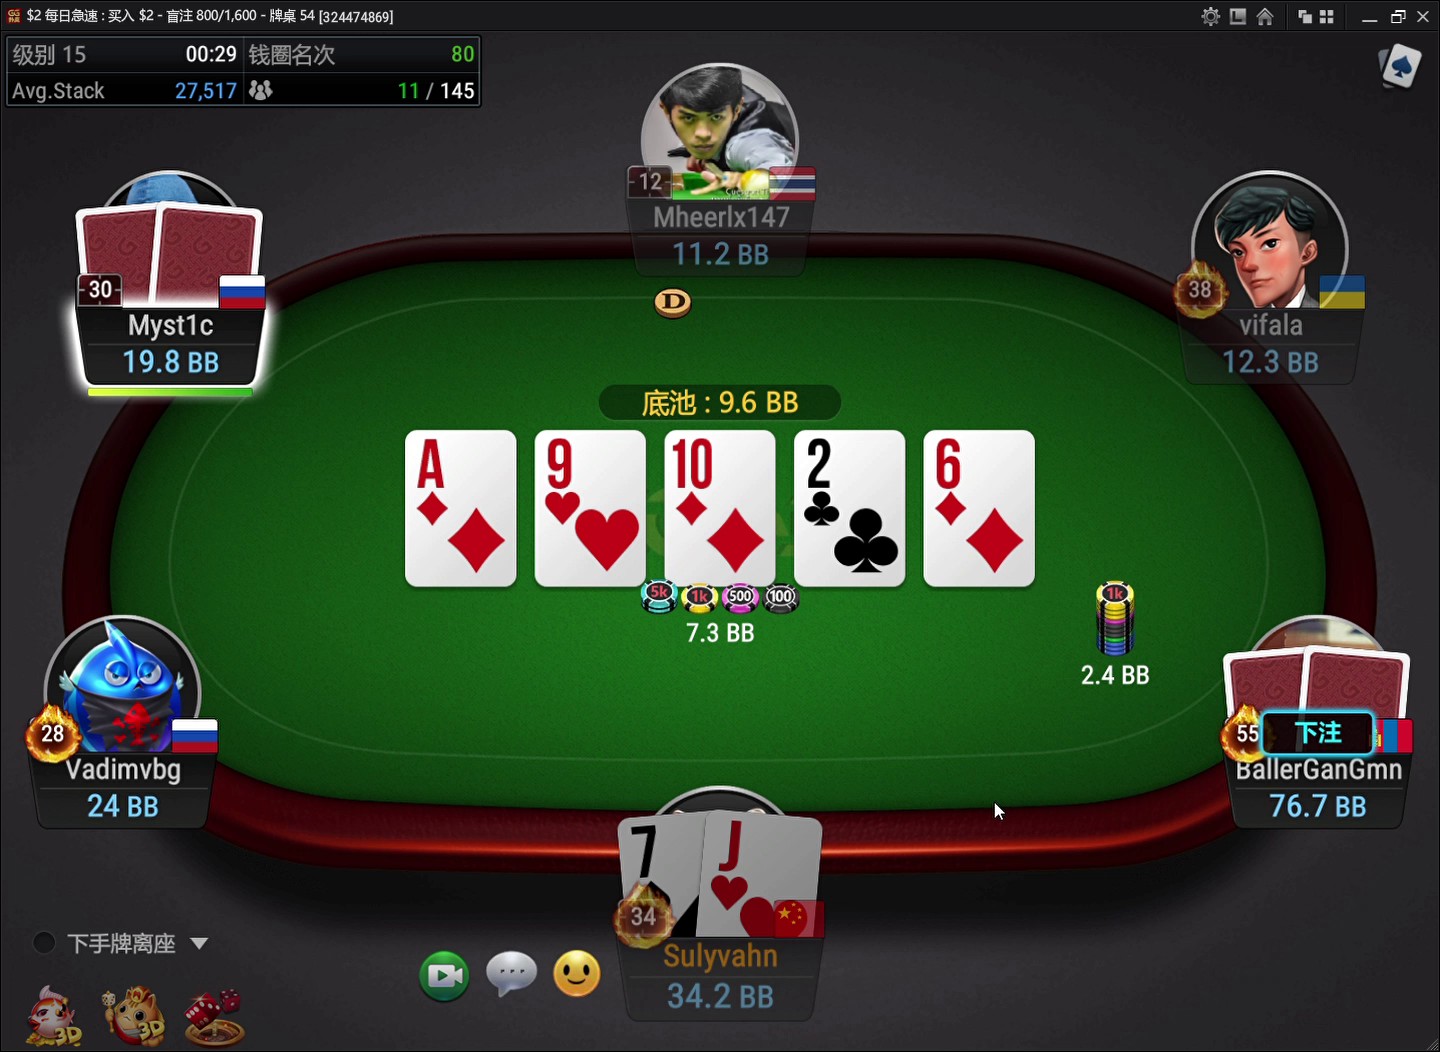 $2 每日急速 : 买入 $2 - 盲注 800/1,600 - 牌桌 54 [324474869]
级别 15 00:29 钱圈名次 80
Avg.Stack 27,517 11 / 145
12
Mheerlx147
11.2 BB
30
Myst1c
19.8 BB
38
vifala
12.3 BB
D
底池 : 9.6 BB
A 9 10 2 6
5k 1k 500 100
7.3 BB
1k
2.4 BB
28
Vadimvbg
24 BB
55 下注
BallerGanGmn
76.7 BB
7 J
34
Sulyvahn
34.2 BB
下手牌离座
3D 3D